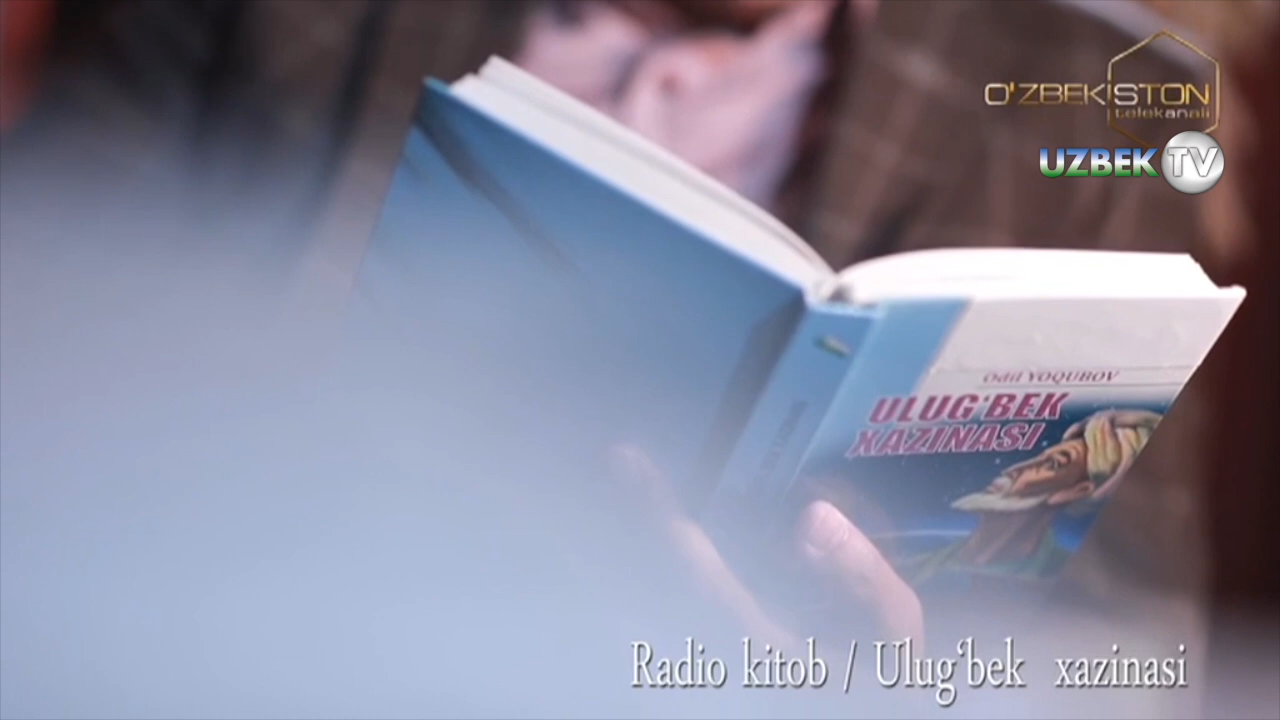 O'ZBEKISTON
telekanali
UZBEK TV
Odil YOQUBOV
ULUG‘BEK
XAZINASI
Radio kitob / Ulug‘bek xazinasi